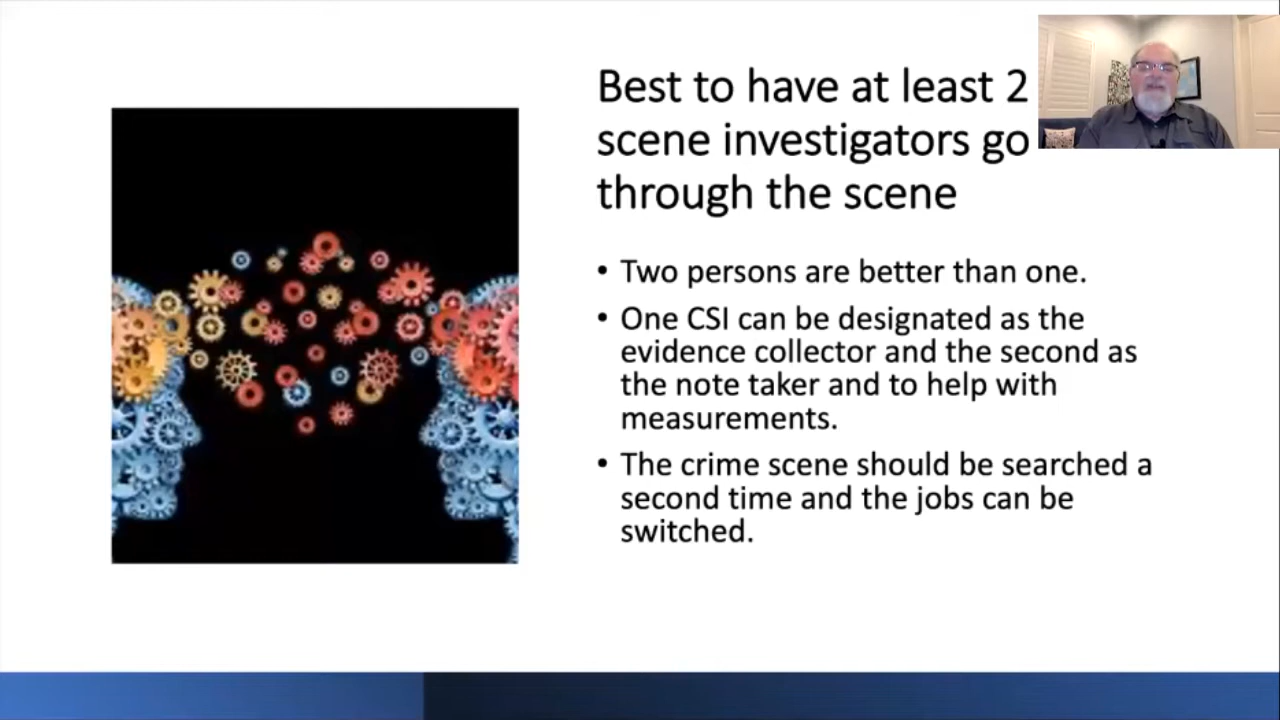 Best to have at least 2
scene investigators go
through the scene
• Two persons are better than one.
• One CSI can be designated as the
evidence collector and the second as
the note taker and to help with
measurements.
• The crime scene should be searched a
second time and the jobs can be
switched.